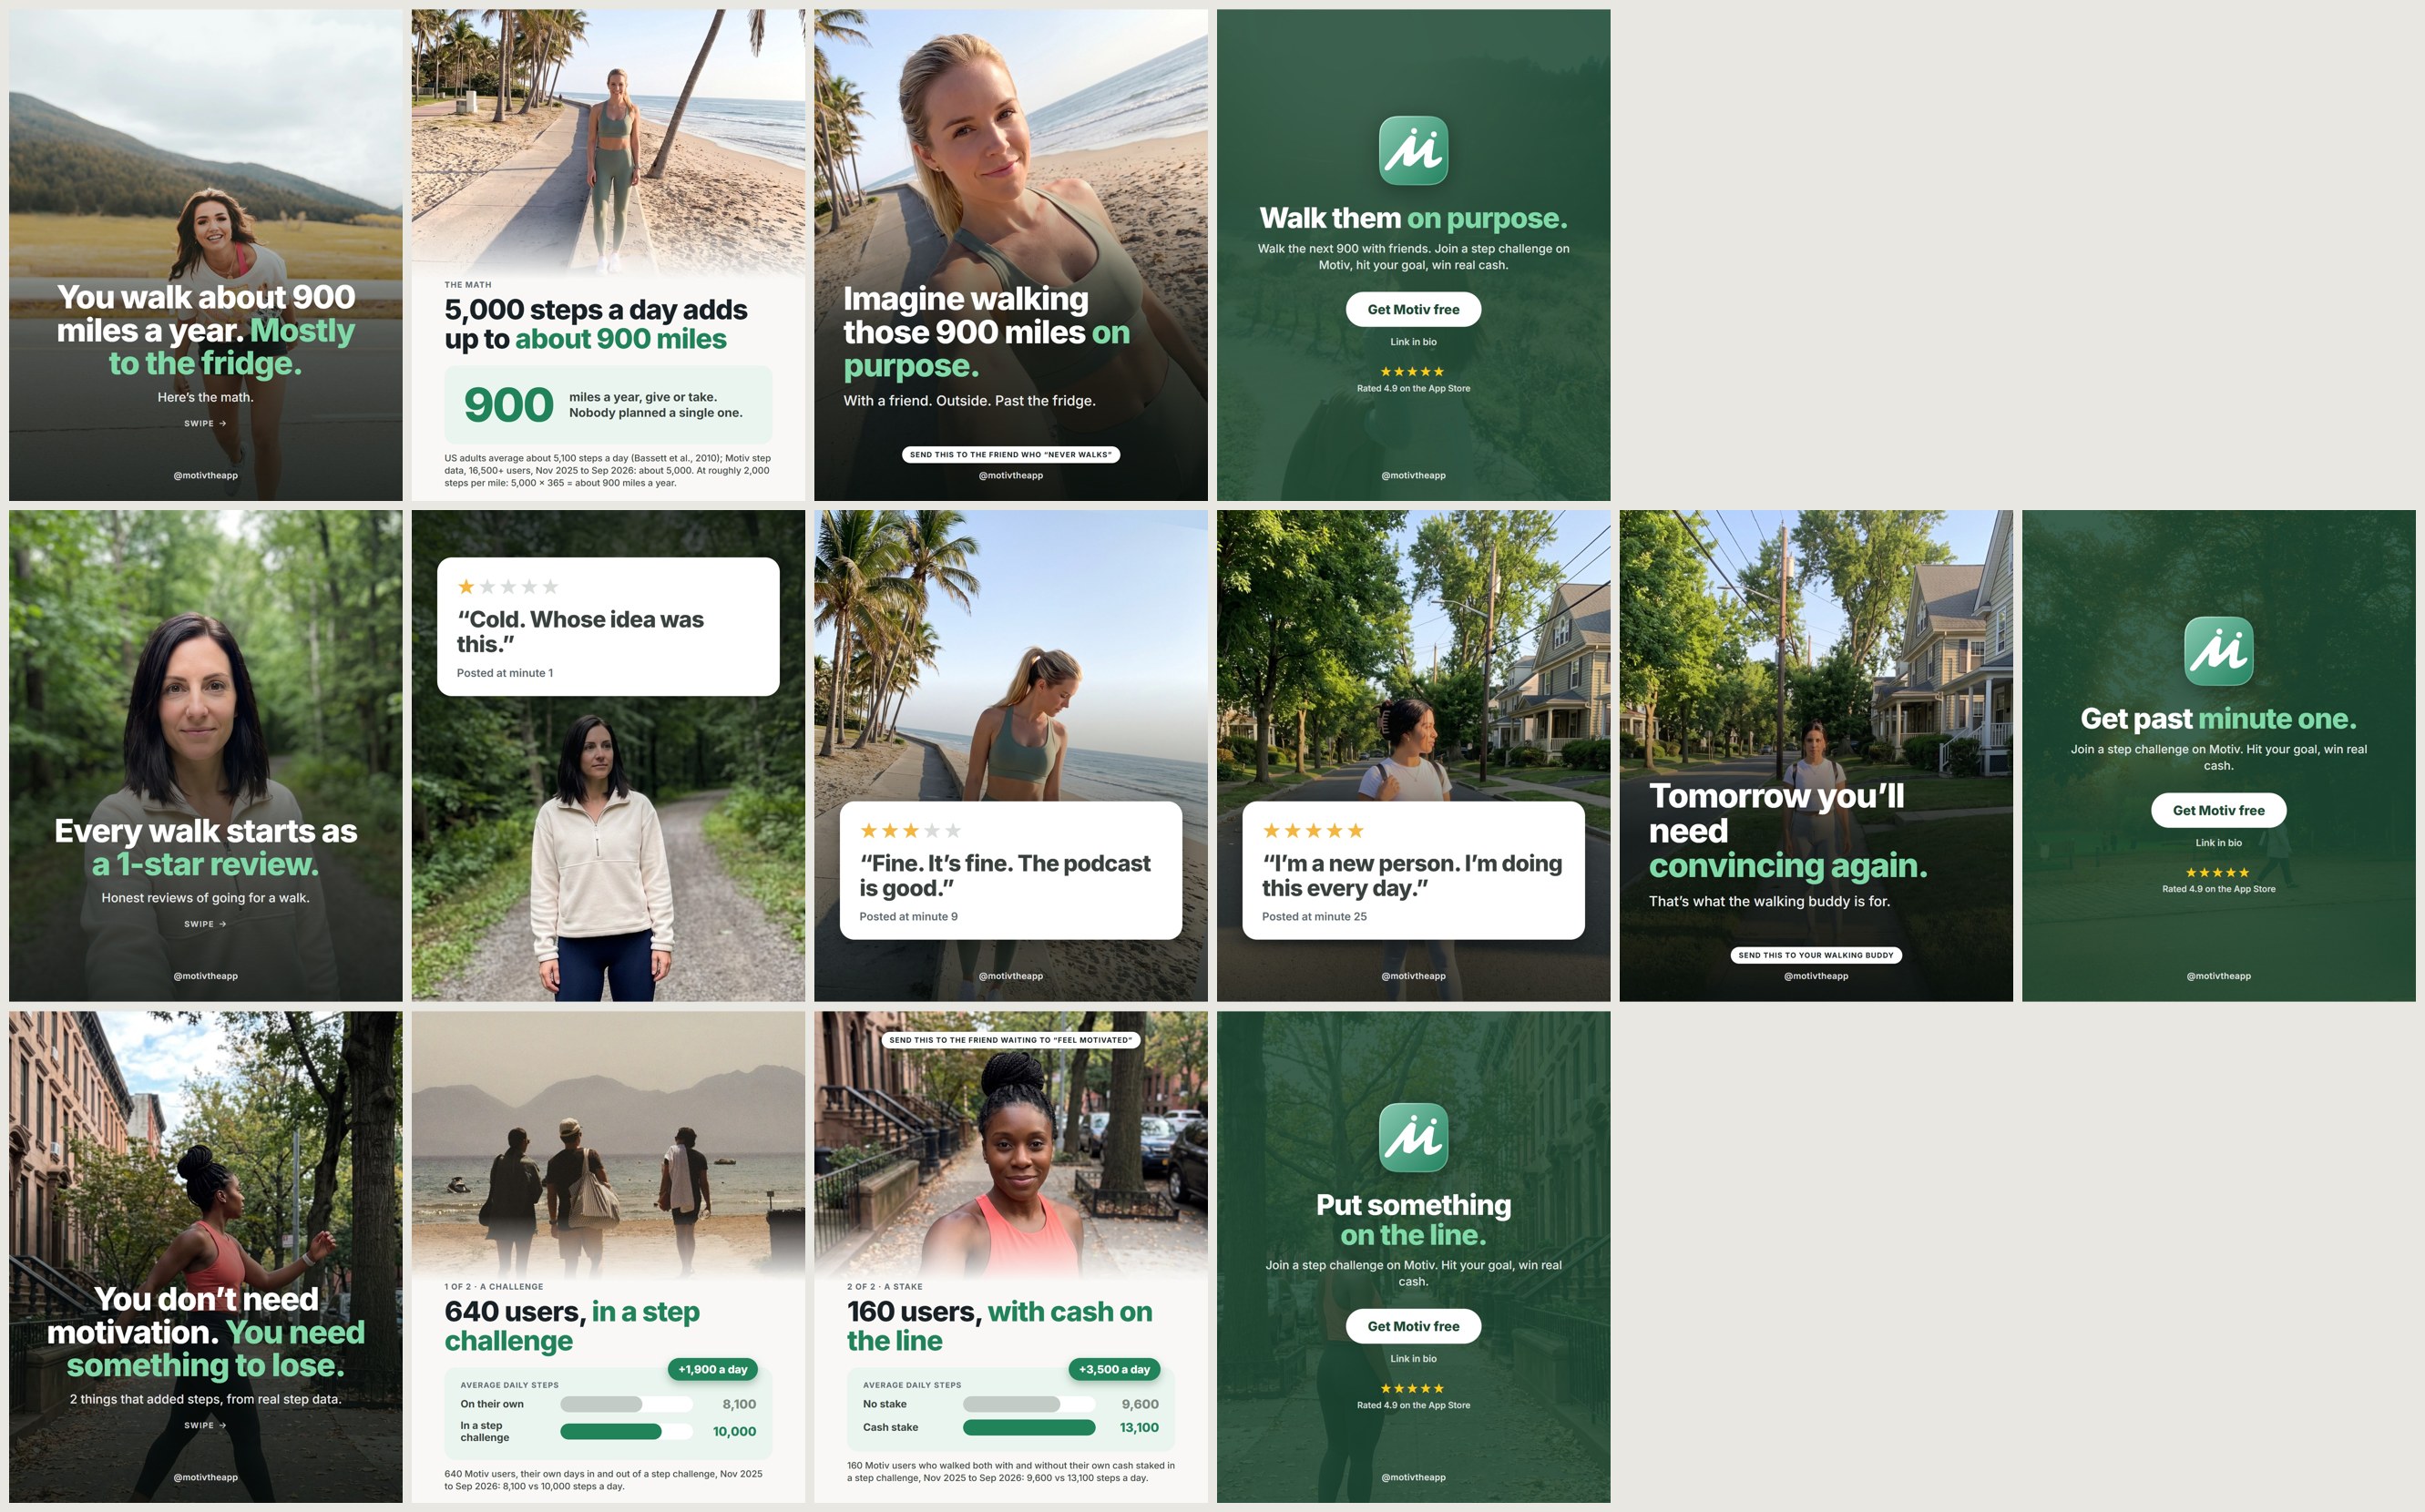 You walk about 900
miles a year. Mostly
to the fridge.
Here's the math.
SWIPE →
@motivtheapp
THE MATH
5,000 steps a day adds
up to about 900 miles
900
miles a year, give or take.
Nobody planned a single one.
US adults average about 5,100 steps a day (Bassett et al., 2010); Motiv step
data, 16,500+ users, Nov 2025 to Sep 2026: about 5,000. At roughly 2,000
steps per mile: 5,000 × 365 = about 900 miles a year.
Imagine walking
those 900 miles on
purpose.
With a friend. Outside. Past the fridge.
SEND THIS TO THE FRIEND WHO “NEVER WALKS”
@motivtheapp
Walk them on purpose.
Walk the next 900 with friends. Join a step challenge on
Motiv, hit your goal, win real cash.
Get Motiv free
Link in bio
★★★★★
Rated 4.9 on the App Store
@motivtheapp
Every walk starts as
a 1-star review.
Honest reviews of going for a walk.
SWIPE →
@motivtheapp
“Cold. Whose idea was
this.”
Posted at minute 1
“Fine. It’s fine. The podcast
is good.”
Posted at minute 9
@motivtheapp
“I’m a new person. I’m doing
this every day.”
Posted at minute 25
@motivtheapp
Tomorrow you’ll
need
convincing again.
That’s what the walking buddy is for.
SEND THIS TO YOUR WALKING BUDDY
@motivtheapp
Get past minute one.
Join a step challenge on Motiv. Hit your goal, win real
cash.
Get Motiv free
Link in bio
★★★★★
Rated 4.9 on the App Store
@motivtheapp
You don’t need
motivation. You need
something to lose.
2 things that added steps, from real step data.
SWIPE →
@motivtheapp
1 OF 2 · A CHALLENGE
640 users, in a step
challenge
+1,900 a day
AVERAGE DAILY STEPS
On their own
8,100
In a step
challenge
10,000
640 Motiv users, their own days in and out of a step challenge, Nov 2025
to Sep 2026: 8,100 vs 10,000 steps a day.
SEND THIS TO THE FRIEND WAITING TO “FEEL MOTIVATED”
2 OF 2 · A STAKE
160 users, with cash on
the line
+3,500 a day
AVERAGE DAILY STEPS
No stake
9,600
Cash stake
13,100
160 Motiv users who walked both with and without their own cash staked in
a step challenge, Nov 2025 to Sep 2026: 9,600 vs 13,100 steps a day.
Put something
on the line.
Join a step challenge on Motiv. Hit your goal, win real
cash.
Get Motiv free
Link in bio
★★★★★
Rated 4.9 on the App Store
@motivtheapp